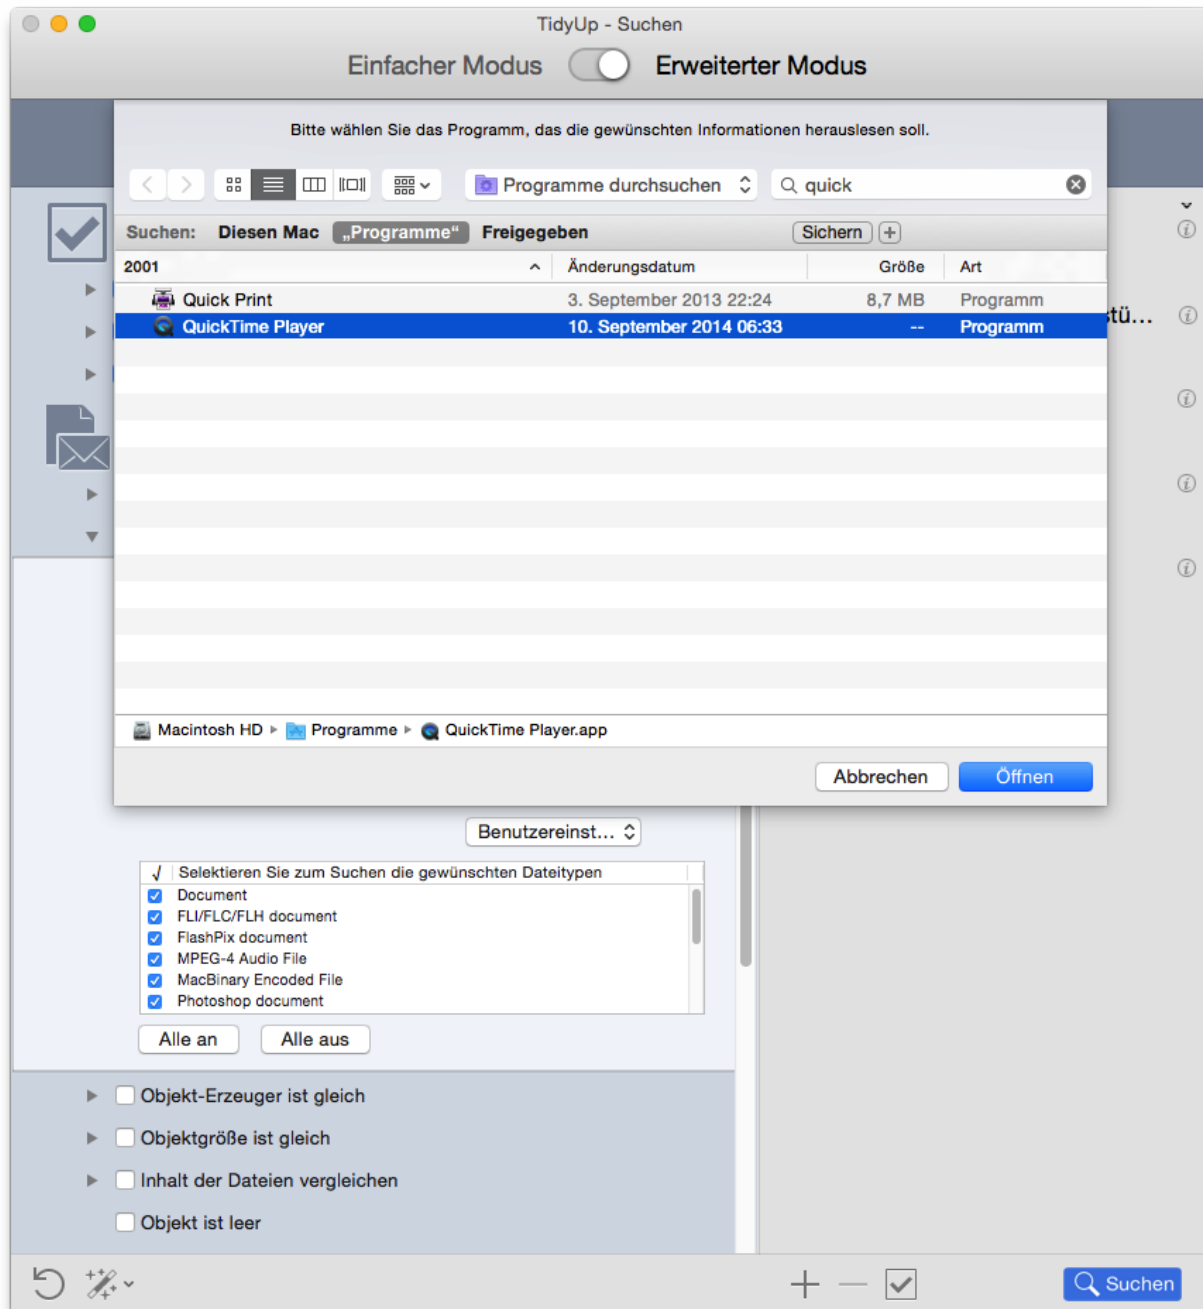 TidyUp - Suchen
Einfacher Modus Erweiterter Modus
Bitte wählen Sie das Programm, das die gewünschten Informationen herauslesen soll.
Programme durchsuchen quick
Suchen: Diesen Mac „Programme“ Freigegeben Sichern
2001 Änderungsdatum Größe Art
Quick Print 3. September 2013 22:24 8,7 MB Programm
QuickTime Player 10. September 2014 06:33 -- Programm
stü...
Macintosh HD Programme QuickTime Player.app
Abbrechen Öffnen
Benutzereinst...
√ Selektieren Sie zum Suchen die gewünschten Dateitypen
Document
FLI/FLC/FLH document
FlashPix document
MPEG-4 Audio File
MacBinary Encoded File
Photoshop document
Alle an Alle aus
Objekt-Erzeuger ist gleich
Objektgröße ist gleich
Inhalt der Dateien vergleichen
Objekt ist leer
Suchen